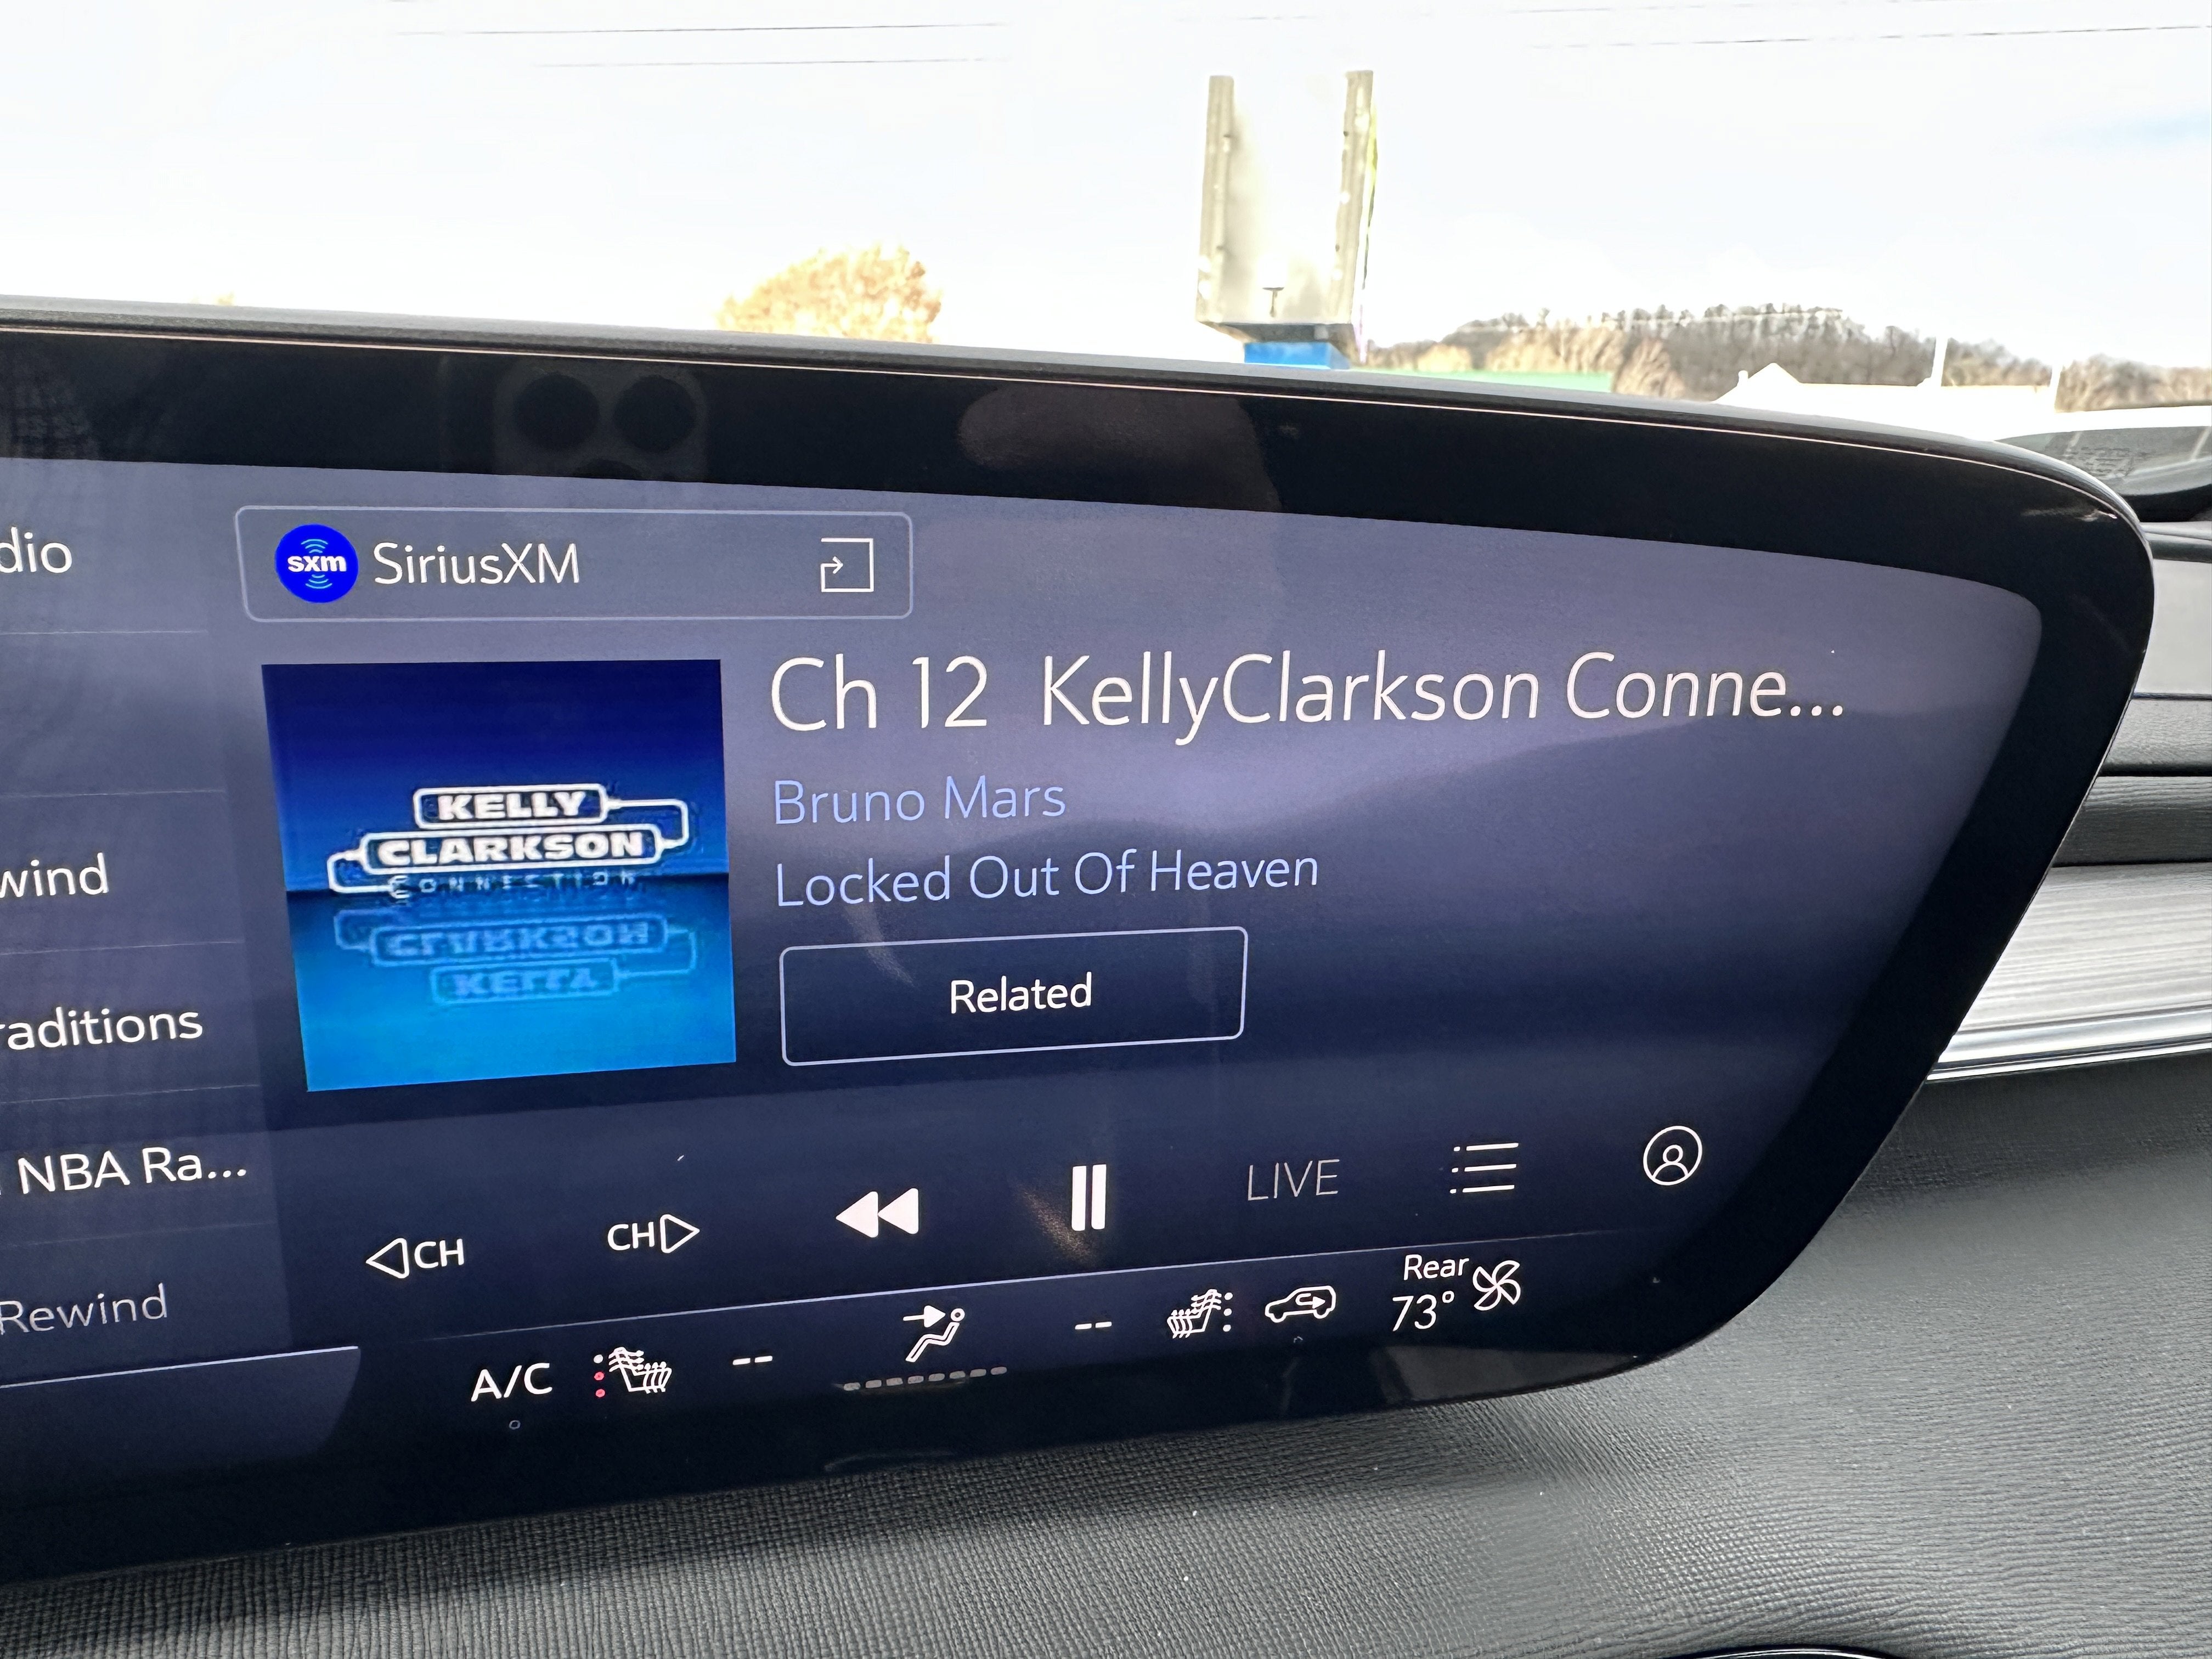 dio
sxm SiriusXM
Ch 12 KellyClarkson Conne...
KELLY
CLARKSON
CONNECTION
Bruno Mars
Locked Out Of Heaven
Related
wind
raditions
NBA Ra...
Rewind
CH
CH
LIVE
A/C
--
--
Rear
73°